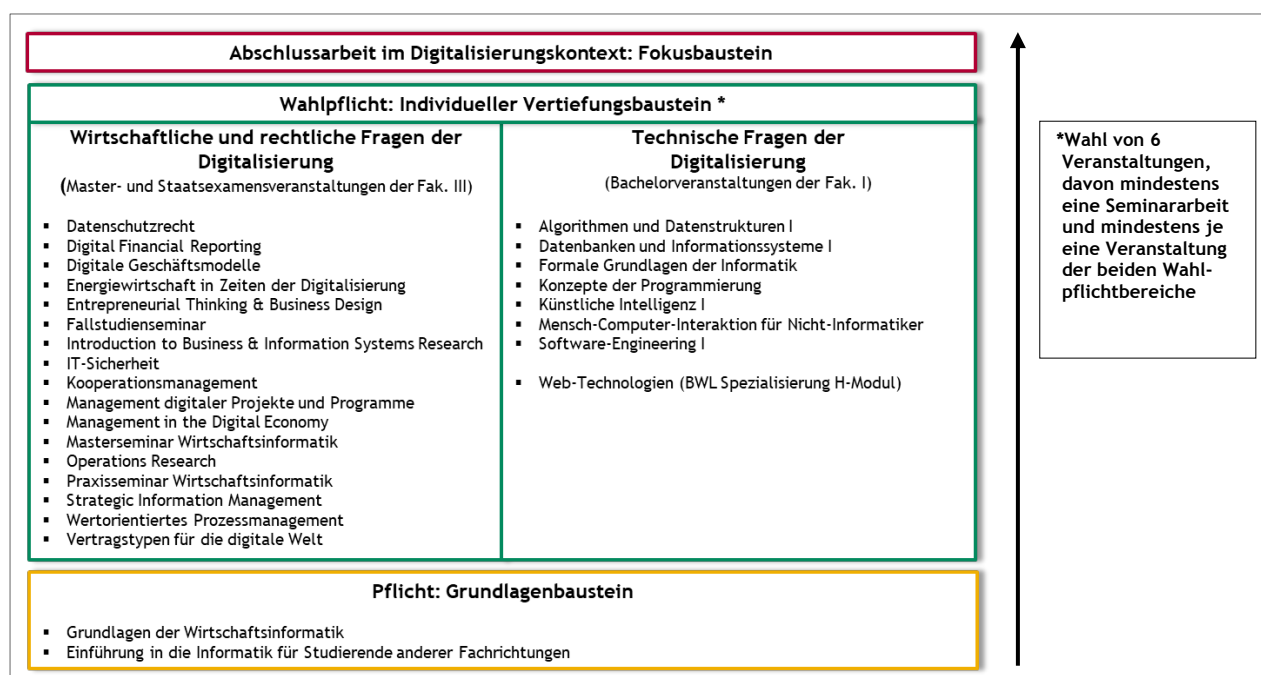 Abschlussarbeit im Digitalisierungskontext: Fokusbaustein
Wahlpflicht: Individueller Vertiefungsbaustein *
Wirtschaftliche und rechtliche Fragen der
Digitalisierung
(Master- und Staatsexamensveranstaltungen der Fak. III)
▪ Datenschutzrecht
▪ Digital Financial Reporting
▪ Digitale Geschäftsmodelle
▪ Energiewirtschaft in Zeiten der Digitalisierung
▪ Entrepreneurial Thinking & Business Design
▪ Fallstudienseminar
▪ Introduction to Business & Information Systems Research
▪ IT-Sicherheit
▪ Kooperationsmanagement
▪ Management digitaler Projekte und Programme
▪ Management in the Digital Economy
▪ Masterseminar Wirtschaftsinformatik
▪ Operations Research
▪ Praxisseminar Wirtschaftsinformatik
▪ Strategic Information Management
▪ Wertorientiertes Prozessmanagement
▪ Vertragstypen für die digitale Welt
Technische Fragen der
Digitalisierung
(Bachelorveranstaltungen der Fak. I)
▪ Algorithmen und Datenstrukturen I
▪ Datenbanken und Informationssysteme I
▪ Formale Grundlagen der Informatik
▪ Konzepte der Programmierung
▪ Künstliche Intelligenz I
▪ Mensch-Computer-Interaktion für Nicht-Informatiker
▪ Software-Engineering I
▪ Web-Technologien (BWL Spezialisierung H-Modul)
Pflicht: Grundlagenbaustein
▪ Grundlagen der Wirtschaftsinformatik
▪ Einführung in die Informatik für Studierende anderer Fachrichtungen
*Wahl von 6
Veranstaltungen,
davon mindestens
eine Seminararbeit
und mindestens je
eine Veranstaltung
der beiden Wahl-
pflichtbereiche